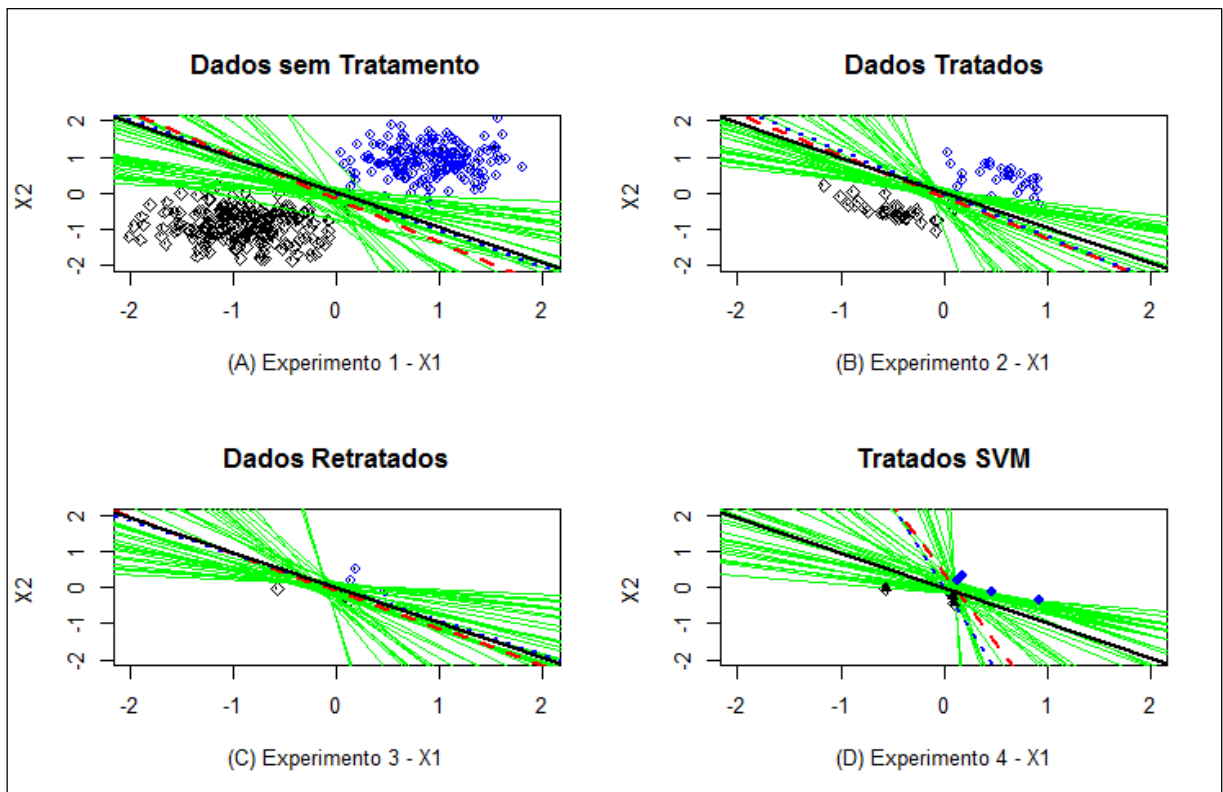 Dados sem Tratamento
X2
2
1
0
-1
-2
-2 -1 0 1 2
(A) Experimento 1 - X1
Dados Tratados
X2
2
1
0
-1
-2
-2 -1 0 1 2
(B) Experimento 2 - X1
Dados Retratados
X2
2
1
0
-1
-2
-2 -1 0 1 2
(C) Experimento 3 - X1
Tratados SVM
X2
2
1
0
-1
-2
-2 -1 0 1 2
(D) Experimento 4 - X1